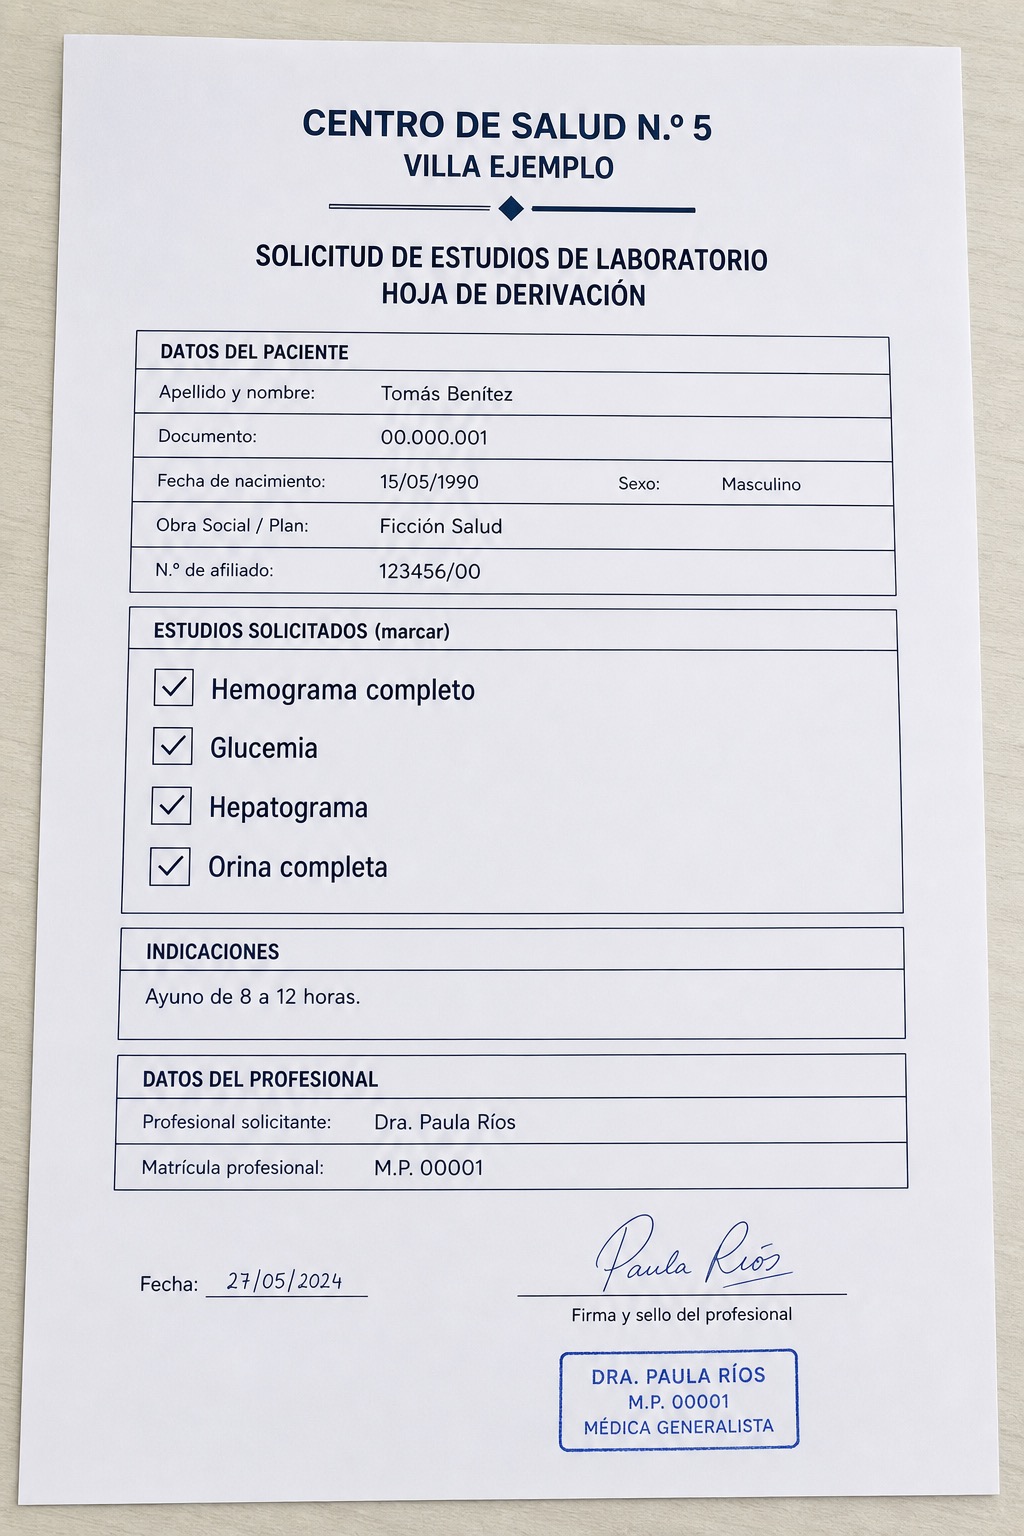 CENTRO DE SALUD N.º 5
VILLA EJEMPLO
SOLICITUD DE ESTUDIOS DE LABORATORIO
HOJA DE DERIVACIÓN
DATOS DEL PACIENTE
Apellido y nombre: Tomás Benítez
Documento: 00.000.001
Fecha de nacimiento: 15/05/1990 Sexo: Masculino
Obra Social / Plan: Ficción Salud
N.º de afiliado: 123456/00
ESTUDIOS SOLICITADOS (marcar)
Hemograma completo
Glucemia
Hepatograma
Orina completa
INDICACIONES
Ayuno de 8 a 12 horas.
DATOS DEL PROFESIONAL
Profesional solicitante: Dra. Paula Ríos
Matrícula profesional: M.P. 00001
Paula Ríos
Fecha: 27/05/2024
Firma y sello del profesional
DRA. PAULA RÍOS
M.P. 00001
MÉDICA GENERALISTA